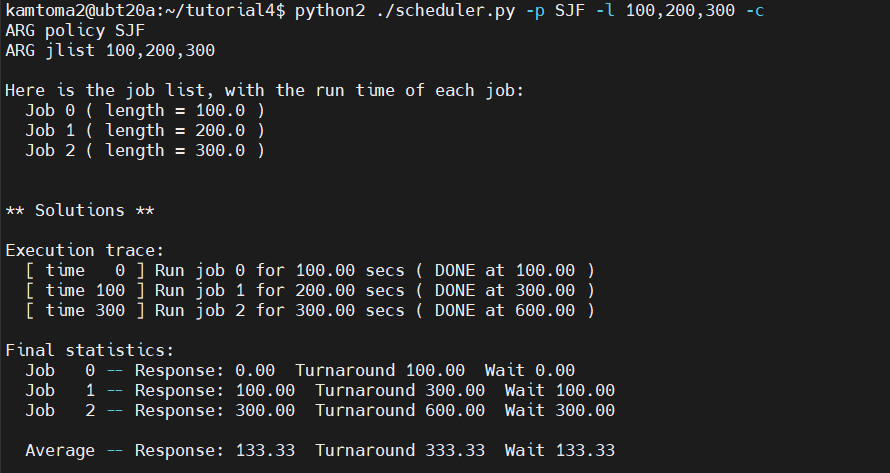 kamtoma2@ubt20a:~/tutorial4$ python2 ./scheduler.py -p SJF -l 100,200,300 -c
ARG policy SJF
ARG jlist 100,200,300
Here is the job list, with the run time of each job:
  Job 0 ( length = 100.0 )
  Job 1 ( length = 200.0 )
  Job 2 ( length = 300.0 )
** Solutions **
Execution trace:
  [ time   0 ] Run job 0 for 100.00 secs ( DONE at 100.00 )
  [ time 100 ] Run job 1 for 200.00 secs ( DONE at 300.00 )
  [ time 300 ] Run job 2 for 300.00 secs ( DONE at 600.00 )
Final statistics:
  Job   0 -- Response: 0.00  Turnaround 100.00  Wait 0.00
  Job   1 -- Response: 100.00  Turnaround 300.00  Wait 100.00
  Job   2 -- Response: 300.00  Turnaround 600.00  Wait 300.00
  Average -- Response: 133.33  Turnaround 333.33  Wait 133.33